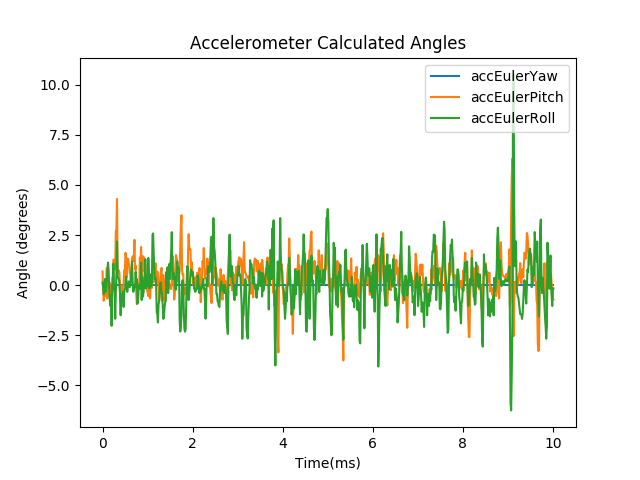 Accelerometer Calculated Angles
accEulerYaw
accEulerPitch
accEulerRoll
Angle (degrees)
10.0
7.5
5.0
2.5
0.0
−2.5
−5.0
0 2 4 6 8 10
Time(ms)